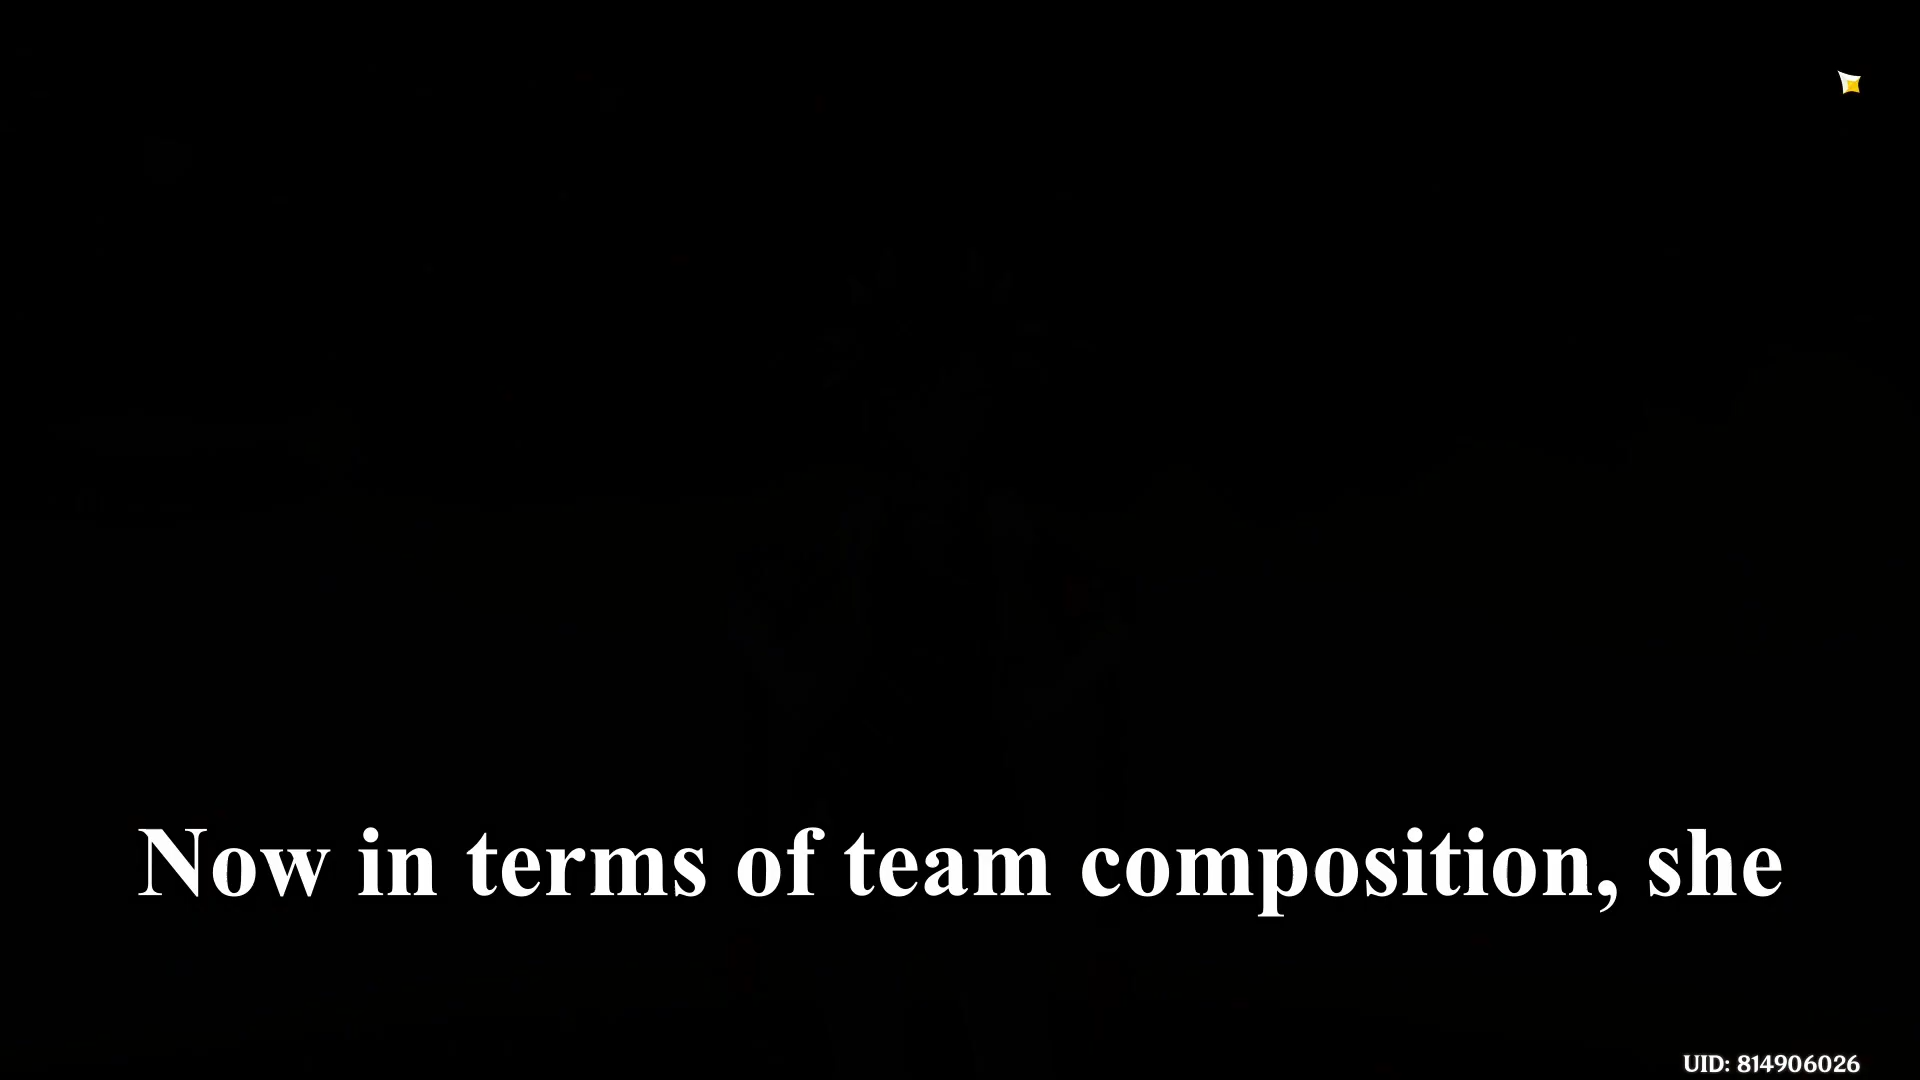 Now in terms of team composition, she
UID: 814906026